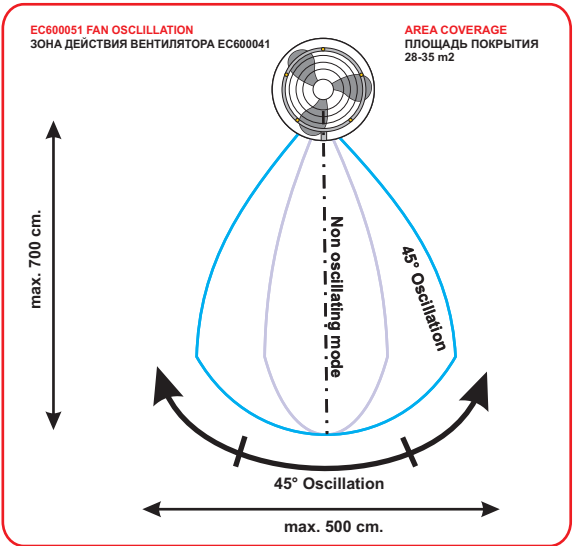 EC600051 FAN OSCLILLATION
ЗОНА ДЕЙСТВИЯ ВЕНТИЛЯТОРА EC600041
AREA COVERAGE
ПЛОЩАДЬ ПОКРЫТИЯ
28-35 m2
max. 700 cm.
Non oscillating mode
45° Oscillation
45° Oscillation
max. 500 cm.